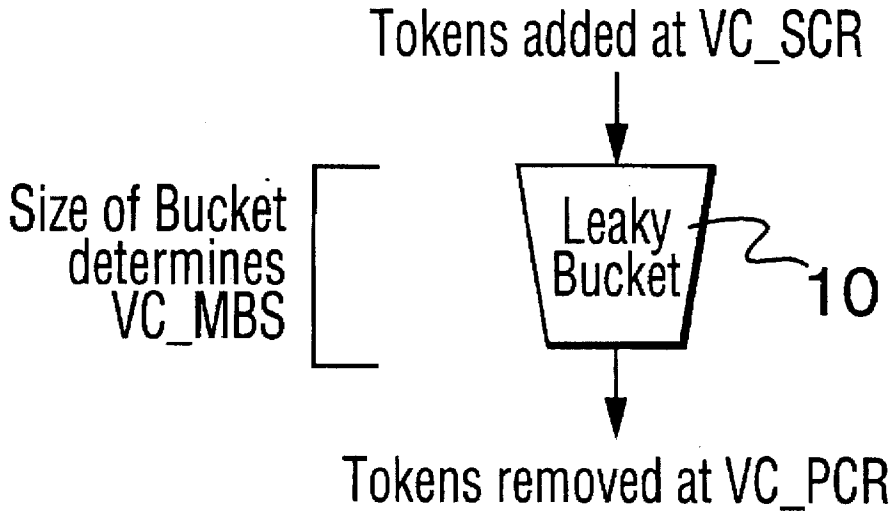 Tokens added at VC_SCR
Size of Bucket
determines
VC_MBS
Leaky
Bucket
10
Tokens removed at VC_PCR